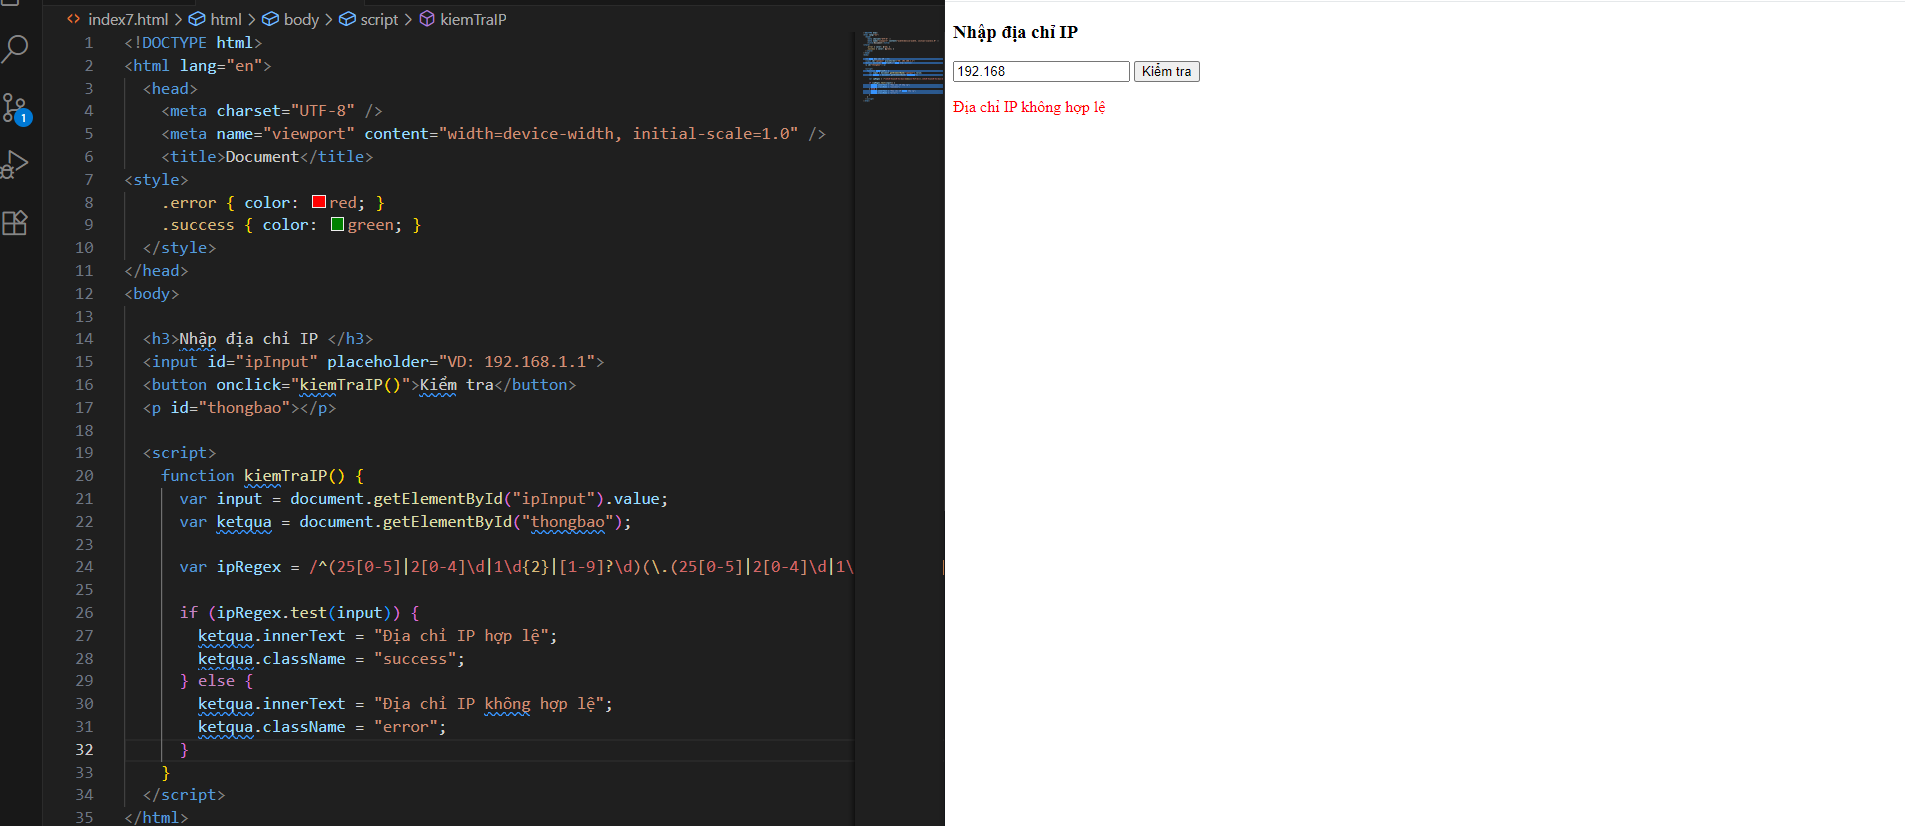 index7.html > html > body > script > kiemTraIP
1 <!DOCTYPE html>
2 <html lang="en">
3 <head>
4 <meta charset="UTF-8" />
5 <meta name="viewport" content="width=device-width, initial-scale=1.0" />
6 <title>Document</title>
7 <style>
8 .error { color: red; }
9 .success { color: green; }
10 </style>
11 </head>
12 <body>
13
14 <h3>Nhập địa chỉ IP </h3>
15 <input id="ipInput" placeholder="VD: 192.168.1.1">
16 <button onclick="kiemTraIP()">Kiểm tra</button>
17 <p id="thongbao"></p>
18
19 <script>
20 function kiemTraIP() {
21 var input = document.getElementById("ipInput").value;
22 var ketqua = document.getElementById("thongbao");
23
24 var ipRegex = /^(25[0-5]|2[0-4]\d|1\d{2}|[1-9]?\d)(\.(25[0-5]|2[0-4]\d|1\
25
26 if (ipRegex.test(input)) {
27 ketqua.innerText = "Địa chỉ IP hợp lệ";
28 ketqua.className = "success";
29 } else {
30 ketqua.innerText = "Địa chỉ IP không hợp lệ";
31 ketqua.className = "error";
32 }
33 }
34 </script>
35 </html>
1
Nhập địa chỉ IP
192.168 Kiểm tra
Địa chỉ IP không hợp lệ